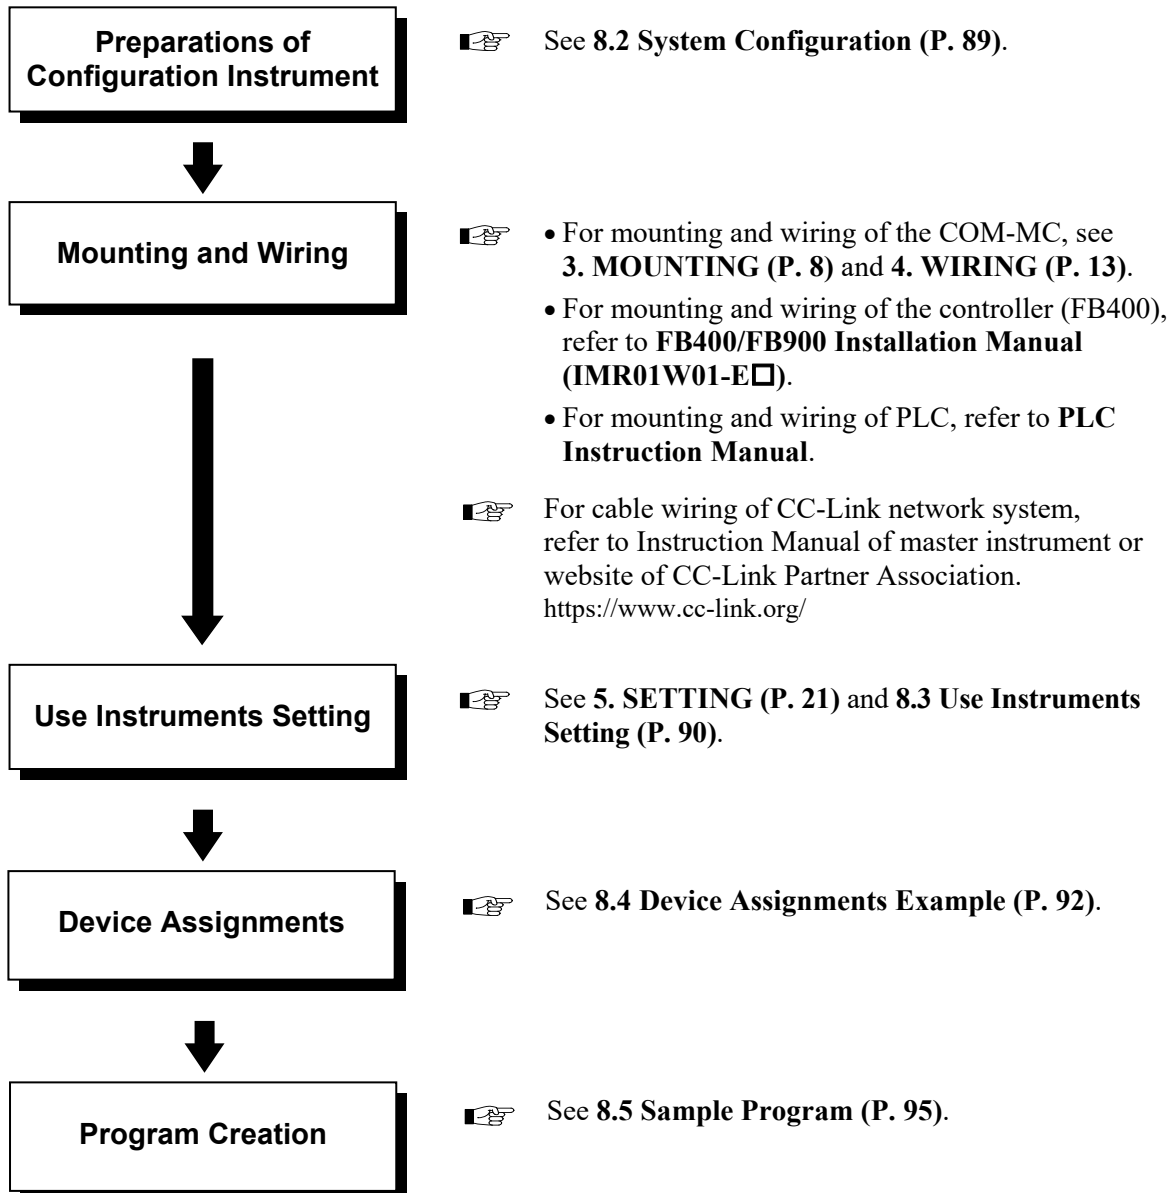 Preparations of
Configuration Instrument
See 8.2 System Configuration (P. 89).
Mounting and Wiring
• For mounting and wiring of the COM-MC, see
3. MOUNTING (P. 8) and 4. WIRING (P. 13).
• For mounting and wiring of the controller (FB400),
refer to FB400/FB900 Installation Manual
(IMR01W01-E□).
• For mounting and wiring of PLC, refer to PLC
Instruction Manual.
For cable wiring of CC-Link network system,
refer to Instruction Manual of master instrument or
website of CC-Link Partner Association.
https://www.cc-link.org/
Use Instruments Setting
See 5. SETTING (P. 21) and 8.3 Use Instruments
Setting (P. 90).
Device Assignments
See 8.4 Device Assignments Example (P. 92).
Program Creation
See 8.5 Sample Program (P. 95).